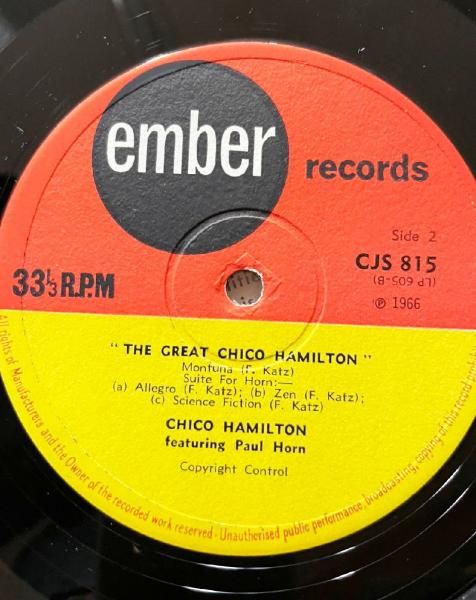 ember records
Side 2
CJS 815
(LP 605-B)
℗ 1966
33⅓ R.P.M
" THE GREAT CHICO HAMILTON "
Montuna (F. Katz)
Suite For Horn:—
(a) Allegro (F. Katz); (b) Zen (F. Katz);
(c) Science Fiction (F. Katz)
CHICO HAMILTON
featuring Paul Horn
Copyright Control
All rights of Manufacturers and the Owner of the recorded work reserved - Unauthorised public performance, broadcasting, copying of this recording